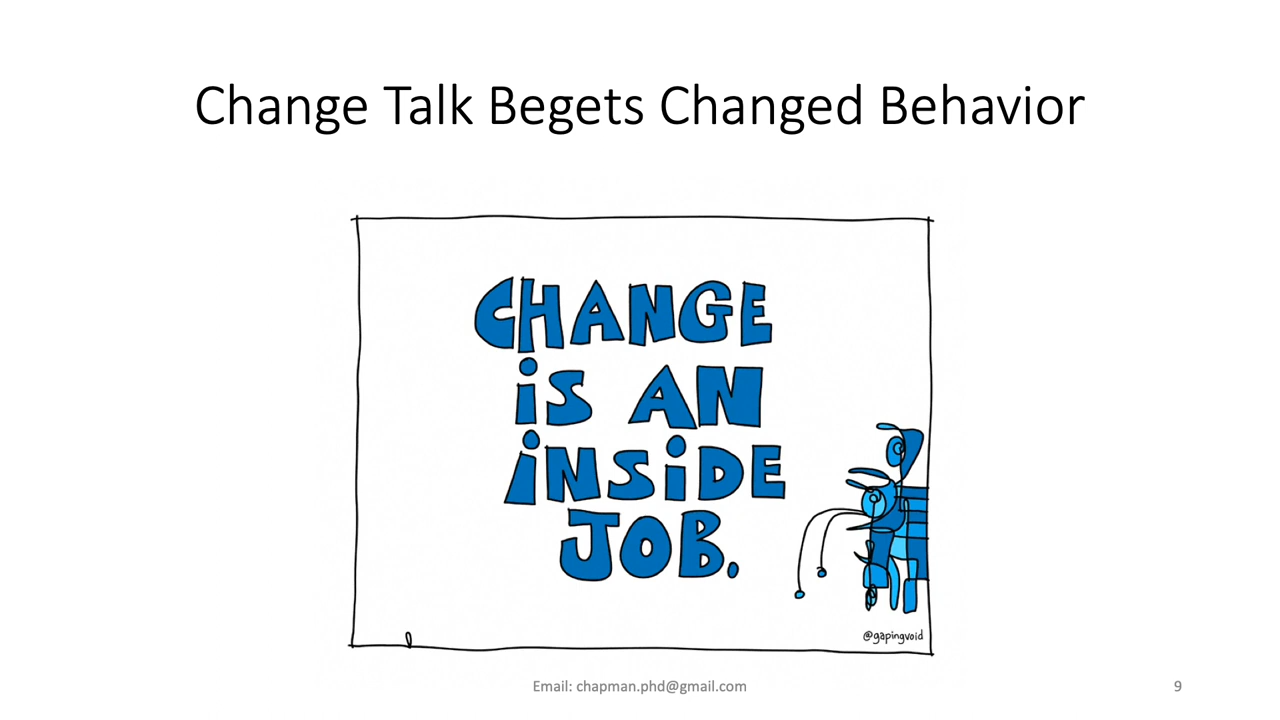 Change Talk Begets Changed Behavior
CHANGE
iS AN
iNSiDE
JOB.
@gapingvoid
Email: chapman.phd@gmail.com
9